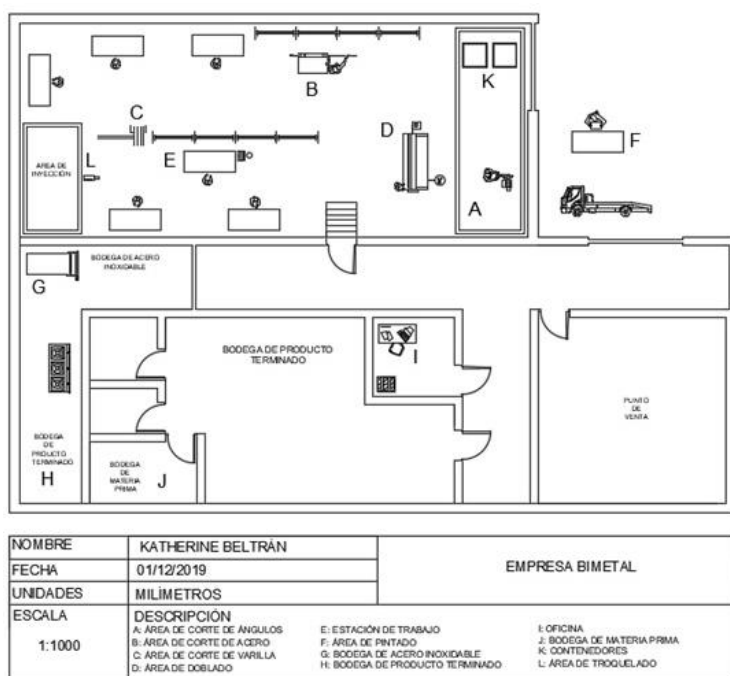 K
B
C
D
F
L
E
ÁREA DE
INYECCIÓN
A
BODEGA DE ACERO
INOXIDABLE
G
BODEGA DE PRODUCTO
TERMINADO
I
PUNTO
DE
VENTA
BODEGA
DE
PRODUCTO
TERMINADO
H
BODEGA
DE
MATERIA
PRIMA
J
NOMBRE
KATHERINE BELTRÁN
EMPRESA BIMETAL
FECHA
01/12/2019
UNIDADES
MILÍMETROS
ESCALA
1:1000
DESCRIPCIÓN
A: ÁREA DE CORTE DE ÁNGULOS
B: ÁREA DE CORTE DE ACERO
C: ÁREA DE CORTE DE VARILLA
D: ÁREA DE DOBLADO
E: ESTACIÓN DE TRABAJO
F: ÁREA DE PINTADO
G: BODEGA DE ACERO INOXIDABLE
H: BODEGA DE PRODUCTO TERMINADO
I: OFICINA
J: BODEGA DE MATERIA PRIMA
K: CONTENEDORES
L: ÁREA DE TROQUELADO